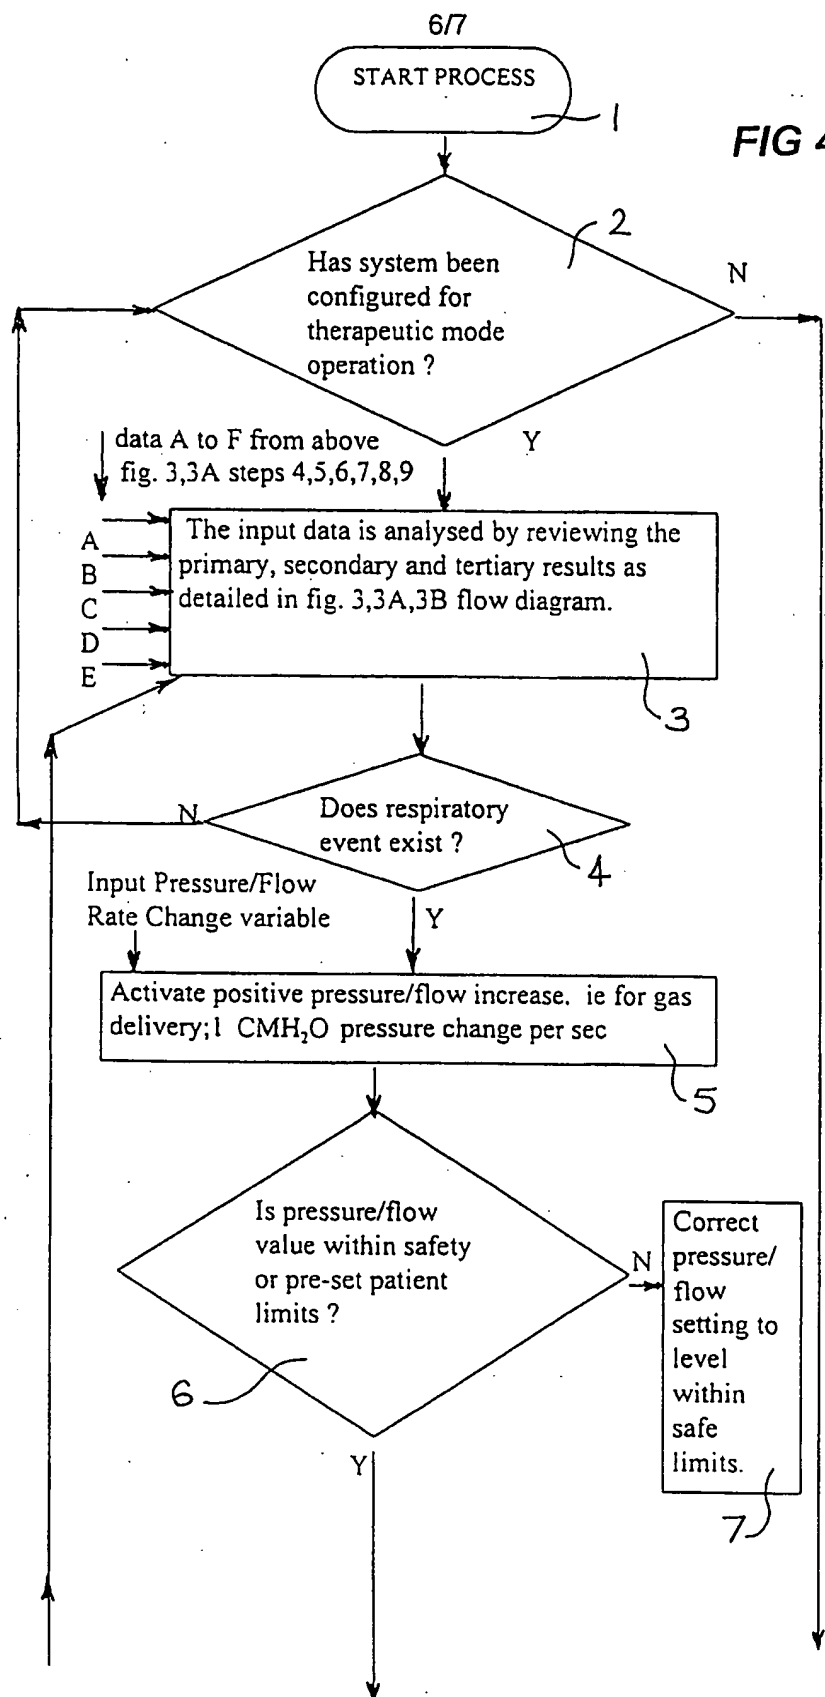 6/7
START PROCESS
1
FIG 4
2
Has system been
configured for
therapeutic mode
operation ?
N
Y
data A to F from above
fig. 3,3A steps 4,5,6,7,8,9
The input data is analysed by reviewing the
primary, secondary and tertiary results as
detailed in fig. 3,3A,3B flow diagram.
A
B
C
D
E
3
N
Does respiratory
event exist ?
4
Input Pressure/Flow
Rate Change variable
Y
Activate positive pressure/flow increase. ie for gas
delivery;1 CMH₂O pressure change per sec
5
Is pressure/flow
value within safety
or pre-set patient
limits ?
N
6
Y
Correct
pressure/
flow
setting to
level
within
safe
limits.
7